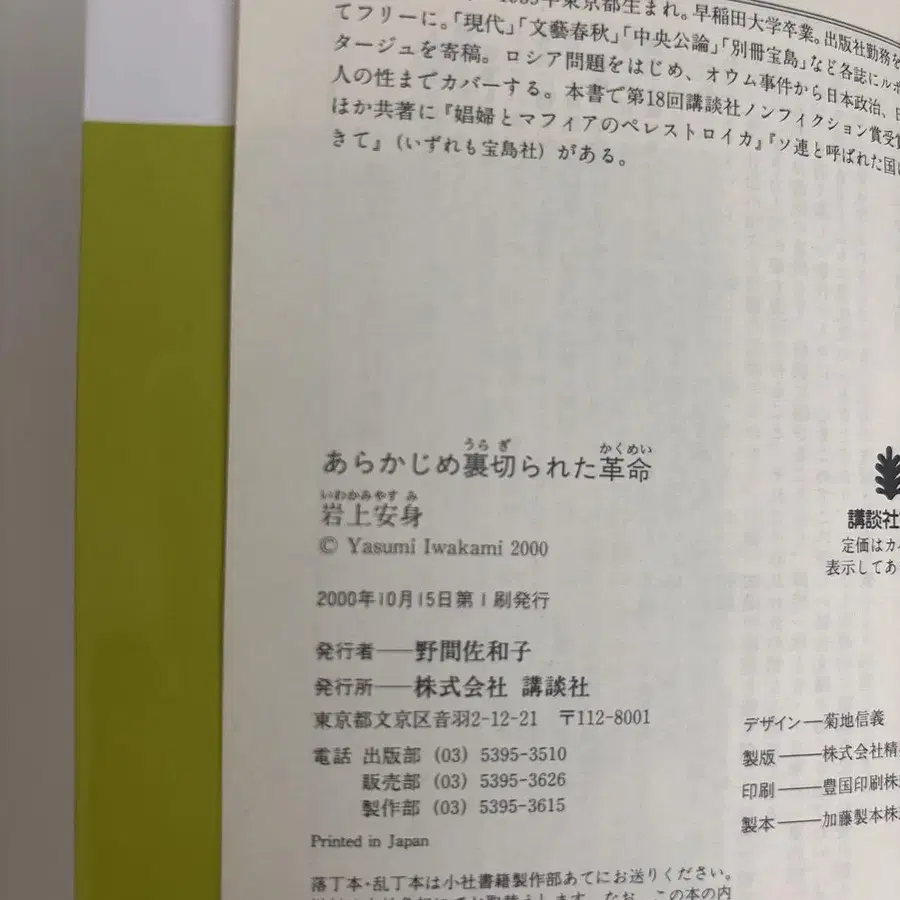 年東京都生まれ。早稲田大学卒業。出版社勤務を
てフリーに。「現代」「文藝春秋」「中央公論」「別冊宝島」など各誌にルポ
タージュを寄稿。ロシア問題をはじめ、オウム事件から日本政治、
人の性までカバーする。本書で第18回講談社ノンフィクション賞受賞
ほか共著に『娼婦とマフィアのペレストロイカ』『ソ連と呼ばれた国に
きて』(いずれも宝島社)がある。
うらぎ かくめい
あらかじめ裏切られた革命
いわかみやすみ
岩上安身
© Yasumi Iwakami 2000
2000年10月15日第1刷発行
発行者――野間佐和子
発行所――株式会社 講談社
東京都文京区音羽2-12-21 〒112-8001
電話 出版部 (03) 5395-3510
販売部 (03) 5395-3626
製作部 (03) 5395-3615
Printed in Japan
落丁本・乱丁本は小社書籍製作部あてにお送りください。
なお、この本の内
講談社
定価はカ
表示してあ
デザイン―菊地信義
製版――株式会社精
印刷――豊国印刷株
製本――加藤製本株